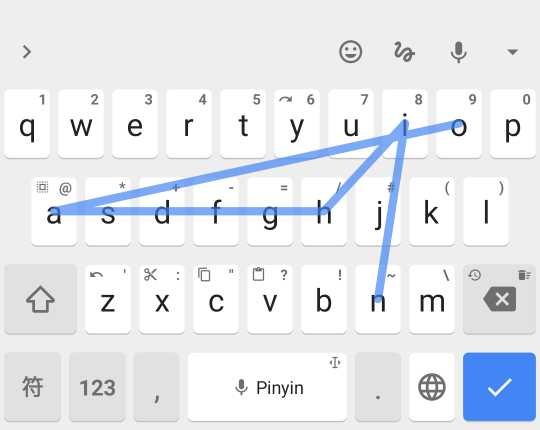 1 2 3 4 5 6 7 8 9 0
q w e r t y u i o p
@ * + - = / # ( )
a s d f g h j k l
' : " ? ! ~ \
z x c v b n m
符 123 , Pinyin .